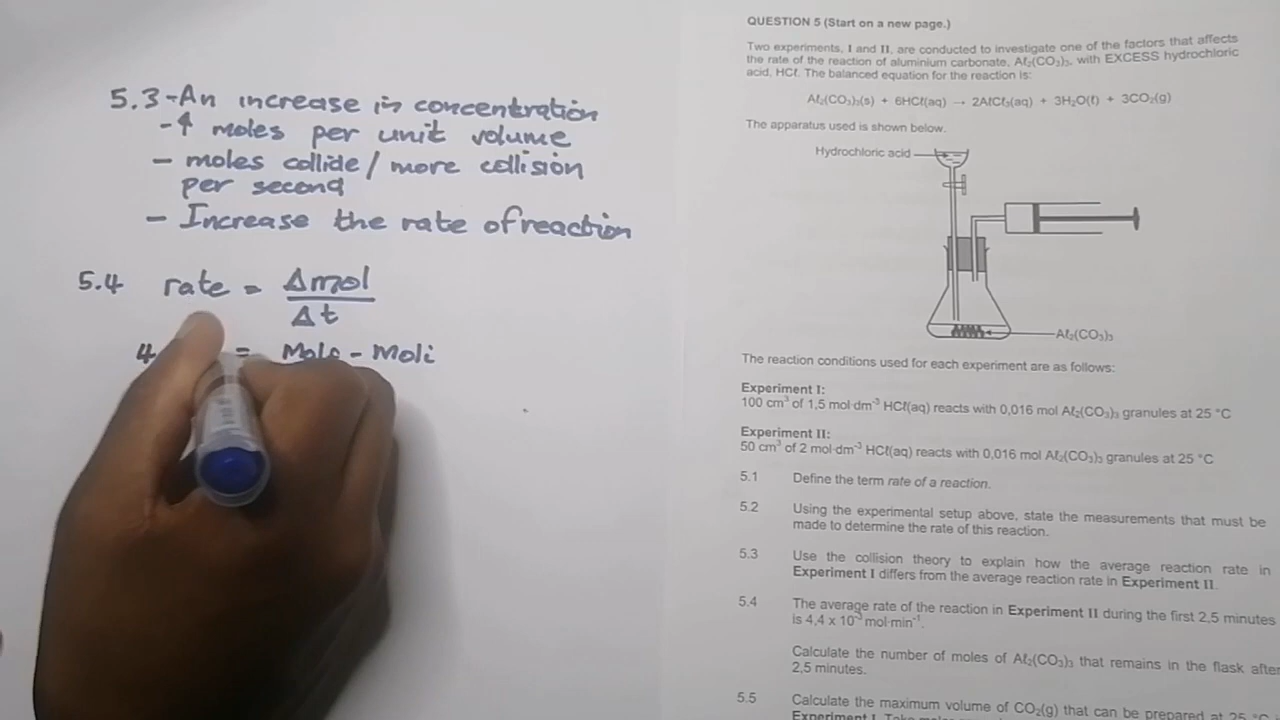 5.3-An increase in concentration
-↑ moles per unit volume
- moles collide / more collision
per second
- Increase the rate of reaction
5.4 rate = Δmol
Δt
4 = Mole - Moli
QUESTION 5 (Start on a new page.)
Two experiments, I and II, are conducted to investigate one of the factors that affects
the rate of the reaction of aluminium carbonate, Aℓ₂(CO₃)₃, with EXCESS hydrochloric
acid, HCℓ. The balanced equation for the reaction is:
Aℓ₂(CO₃)₃(s) + 6HCℓ(aq) → 2AℓCℓ₃(aq) + 3H₂O(ℓ) + 3CO₂(g)
The apparatus used is shown below.
Hydrochloric acid
Aℓ₂(CO₃)₃
The reaction conditions used for each experiment are as follows:
Experiment I:
100 cm³ of 1,5 mol·dm⁻³ HCℓ(aq) reacts with 0,016 mol Aℓ₂(CO₃)₃ granules at 25 °C
Experiment II:
50 cm³ of 2 mol·dm⁻³ HCℓ(aq) reacts with 0,016 mol Aℓ₂(CO₃)₃ granules at 25 °C
5.1 Define the term rate of a reaction.
5.2 Using the experimental setup above, state the measurements that must be
made to determine the rate of this reaction.
5.3 Use the collision theory to explain how the average reaction rate in
Experiment I differs from the average reaction rate in Experiment II.
5.4 The average rate of the reaction in Experiment II during the first 2,5 minutes
is 4,4 x 10⁻³ mol·min⁻¹.
Calculate the number of moles of Aℓ₂(CO₃)₃ that remains in the flask after
2,5 minutes.
5.5 Calculate the maximum volume of CO₂(g) that can be prepared at 25 °C
Experiment I. Take molar